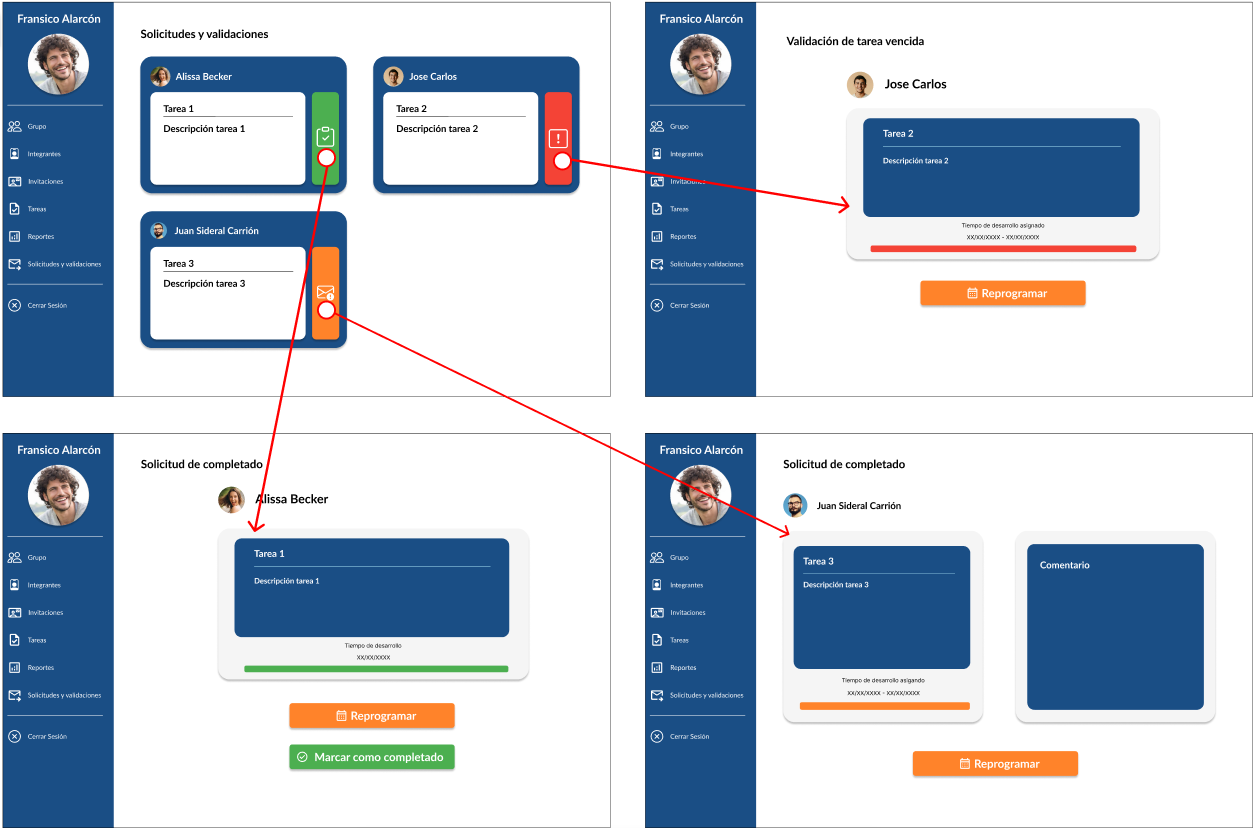 Fransico Alarcón
Grupo
Integrantes
Invitaciones
Tareas
Reportes
Solicitudes y validaciones
Cerrar Sesión
Solicitudes y validaciones
Alissa Becker
Tarea 1
Descripción tarea 1
Jose Carlos
Tarea 2
Descripción tarea 2
Juan Sideral Carrión
Tarea 3
Descripción tarea 3
Fransico Alarcón
Grupo
Integrantes
Invitaciones
Tareas
Reportes
Solicitudes y validaciones
Cerrar Sesión
Validación de tarea vencida
Jose Carlos
Tarea 2
Descripción tarea 2
Tiempo de desarrollo asignado
XX/XX/XXXX - XX/XX/XXXX
Reprogramar
Fransico Alarcón
Grupo
Integrantes
Invitaciones
Tareas
Reportes
Solicitudes y validaciones
Cerrar Sesión
Solicitud de completado
Alissa Becker
Tarea 1
Descripción tarea 1
Tiempo de desarrollo
XX/XX/XXXX
Reprogramar
Marcar como completado
Fransico Alarcón
Grupo
Integrantes
Invitaciones
Tareas
Reportes
Solicitudes y validaciones
Cerrar Sesión
Solicitud de completado
Juan Sideral Carrión
Tarea 3
Descripción tarea 3
Tiempo de desarrollo asigando
XX/XX/XXXX - XX/XX/XXXX
Comentario
Reprogramar